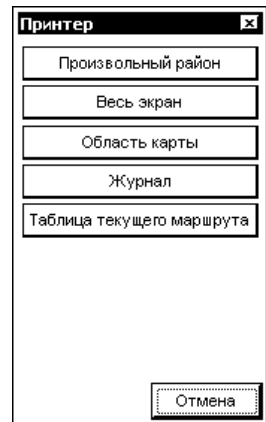 Принтер
Произвольный район
Весь экран
Область карты
Журнал
Таблица текущего маршрута
Отмена